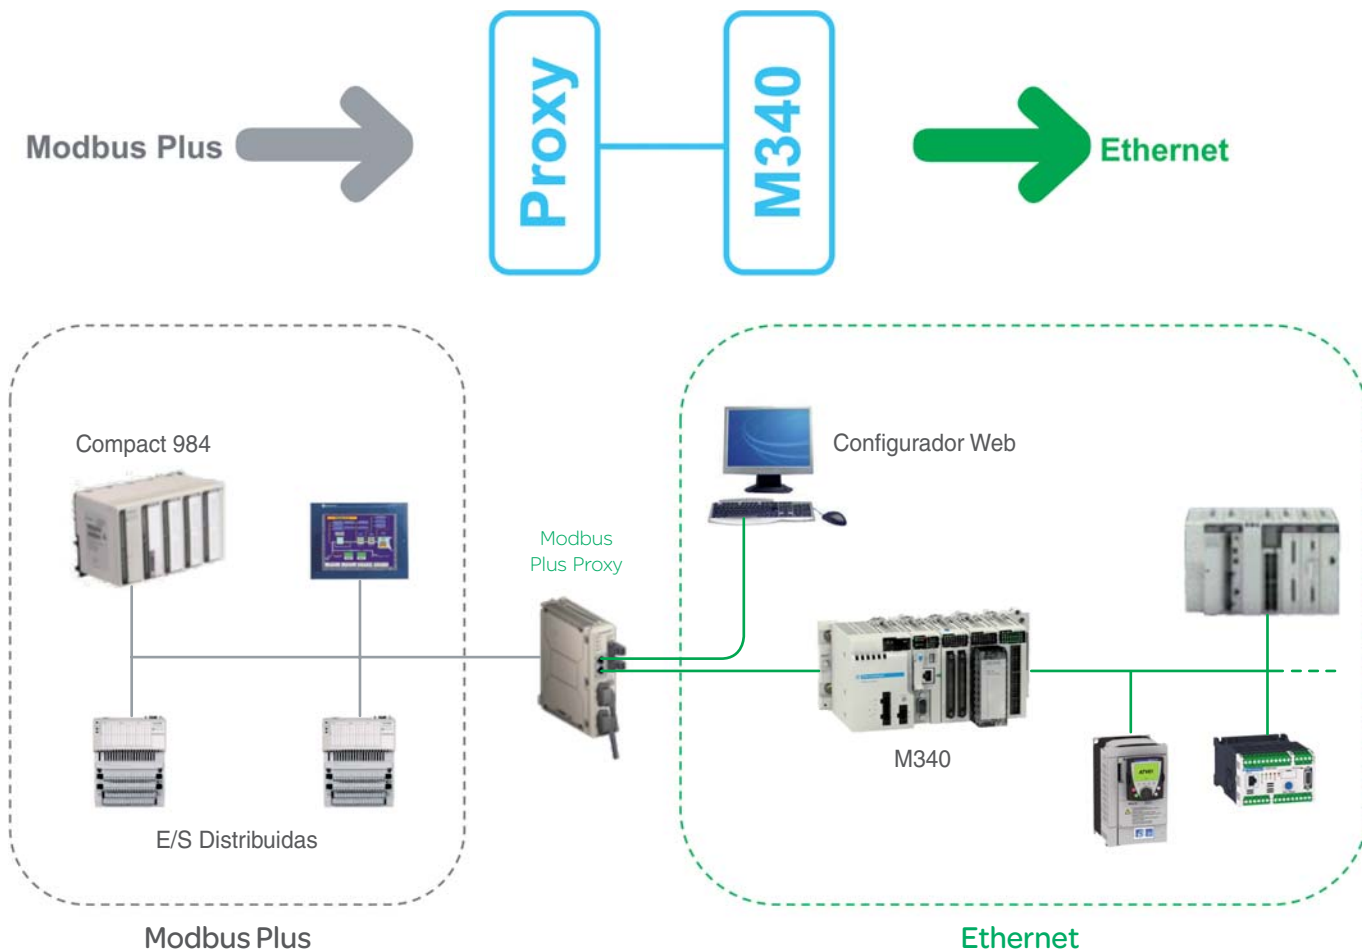 Modbus Plus
Proxy
M340
Ethernet
Compact 984
Configurador Web
Modbus
Plus Proxy
M340
E/S Distribuidas
Modbus Plus
Ethernet